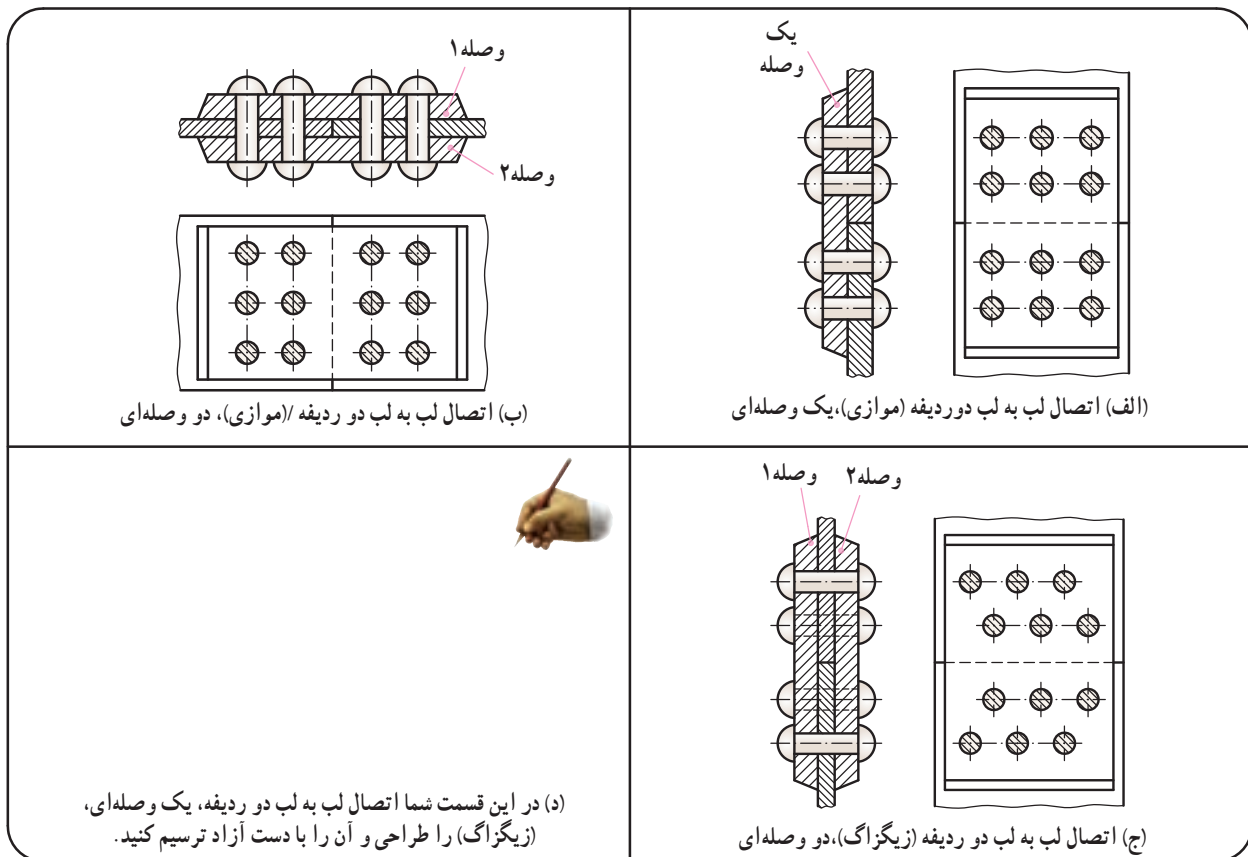 یک
وصله
(الف) اتصال لب به لب دوردیفه (موازی)،یک وصله‌ای
وصله۱
وصله۲
(ب) اتصال لب به لب دو ردیفه /(موازی)، دو وصله‌ای
وصله۱ وصله۲
(ج) اتصال لب به لب دو ردیفه (زیگزاگ)،دو وصله‌ای
(د) در این قسمت شما اتصال لب به لب دو ردیفه، یک وصله‌ای،
(زیگزاگ) را طراحی و آن را با دست آزاد ترسیم کنید.